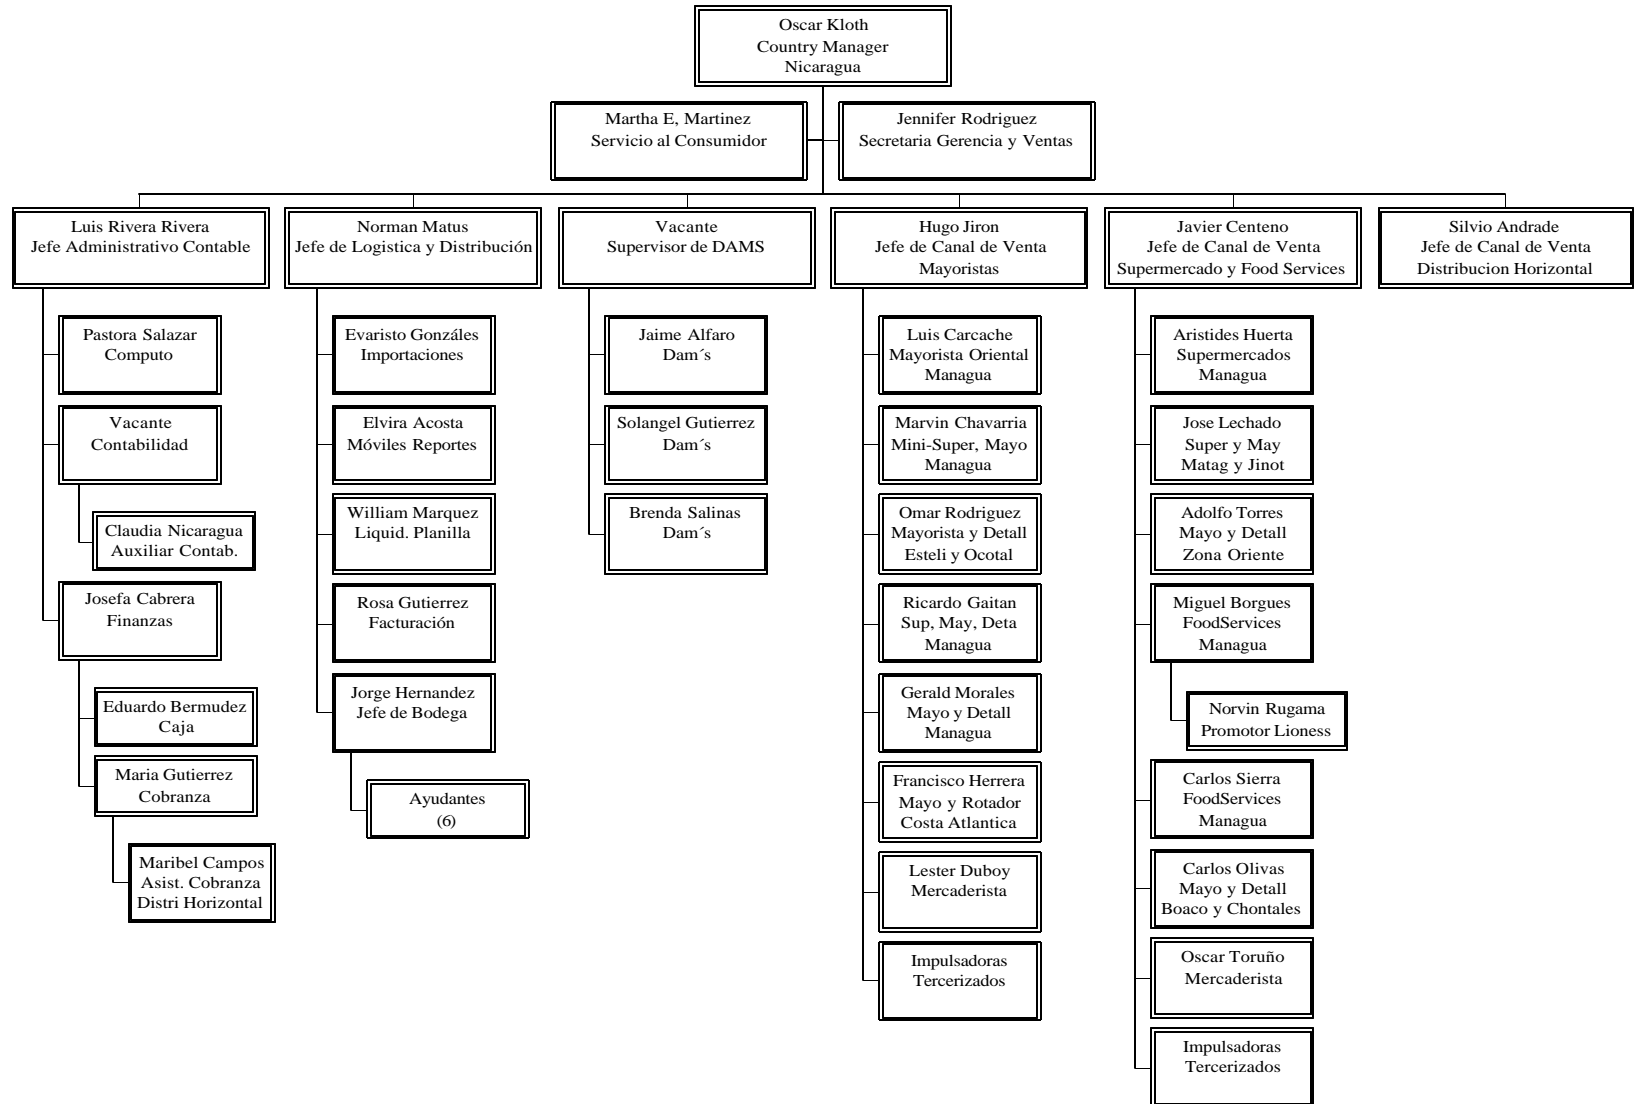 Oscar Kloth
Country Manager
Nicaragua
Martha E, Martinez
Servicio al Consumidor
Jennifer Rodriguez
Secretaria Gerencia y Ventas
Luis Rivera Rivera
Jefe Administrativo Contable
Norman Matus
Jefe de Logistica y Distribución
Vacante
Supervisor de DAMS
Hugo Jiron
Jefe de Canal de Venta
Mayoristas
Javier Centeno
Jefe de Canal de Venta
Supermercado y Food Services
Silvio Andrade
Jefe de Canal de Venta
Distribucion Horizontal
Pastora Salazar
Computo
Vacante
Contabilidad
Claudia Nicaragua
Auxiliar Contab.
Josefa Cabrera
Finanzas
Eduardo Bermudez
Caja
Maria Gutierrez
Cobranza
Maribel Campos
Asist. Cobranza
Distri Horizontal
Evaristo Gonzáles
Importaciones
Elvira Acosta
Móviles Reportes
William Marquez
Liquid. Planilla
Rosa Gutierrez
Facturación
Jorge Hernandez
Jefe de Bodega
Ayudantes
(6)
Jaime Alfaro
Dam´s
Solangel Gutierrez
Dam´s
Brenda Salinas
Dam´s
Luis Carcache
Mayorista Oriental
Managua
Marvin Chavarria
Mini-Super, Mayo
Managua
Omar Rodriguez
Mayorista y Detall
Esteli y Ocotal
Ricardo Gaitan
Sup, May, Deta
Managua
Gerald Morales
Mayo y Detall
Managua
Francisco Herrera
Mayo y Rotador
Costa Atlantica
Lester Duboy
Mercaderista
Impulsadoras
Tercerizados
Aristides Huerta
Supermercados
Managua
Jose Lechado
Super y May
Matag y Jinot
Adolfo Torres
Mayo y Detall
Zona Oriente
Miguel Borgues
FoodServices
Managua
Norvin Rugama
Promotor Lioness
Carlos Sierra
FoodServices
Managua
Carlos Olivas
Mayo y Detall
Boaco y Chontales
Oscar Toruño
Mercaderista
Impulsadoras
Tercerizados